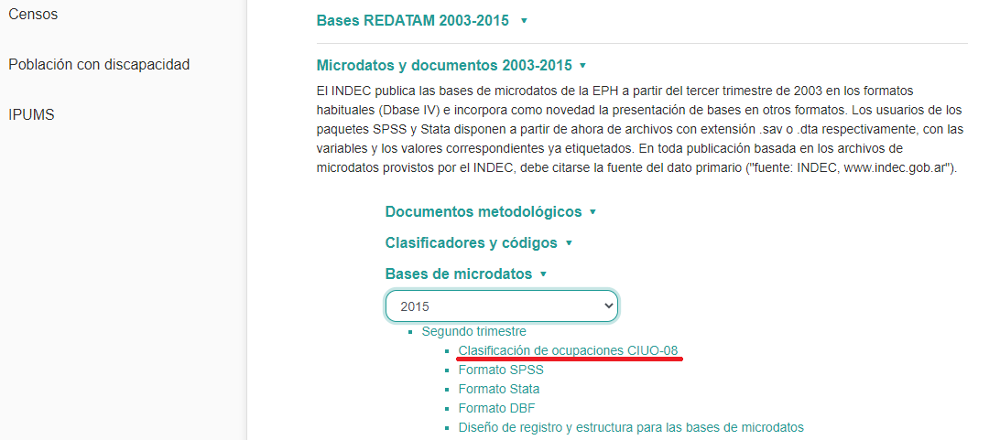 Censos
Población con discapacidad
IPUMS
Bases REDATAM 2003-2015
Microdatos y documentos 2003-2015
El INDEC publica las bases de microdatos de la EPH a partir del tercer trimestre de 2003 en los formatos
habituales (Dbase IV) e incorpora como novedad la presentación de bases en otros formatos. Los usuarios de los
paquetes SPSS y Stata disponen a partir de ahora de archivos con extensión .sav o .dta respectivamente, con las
variables y los valores correspondientes ya etiquetados. En toda publicación basada en los archivos de
microdatos provistos por el INDEC, debe citarse la fuente del dato primario ("fuente: INDEC, www.indec.gob.ar").
Documentos metodológicos
Clasificadores y códigos
Bases de microdatos
2015
Segundo trimestre
Clasificación de ocupaciones CIUO-08
Formato SPSS
Formato Stata
Formato DBF
Diseño de registro y estructura para las bases de microdatos